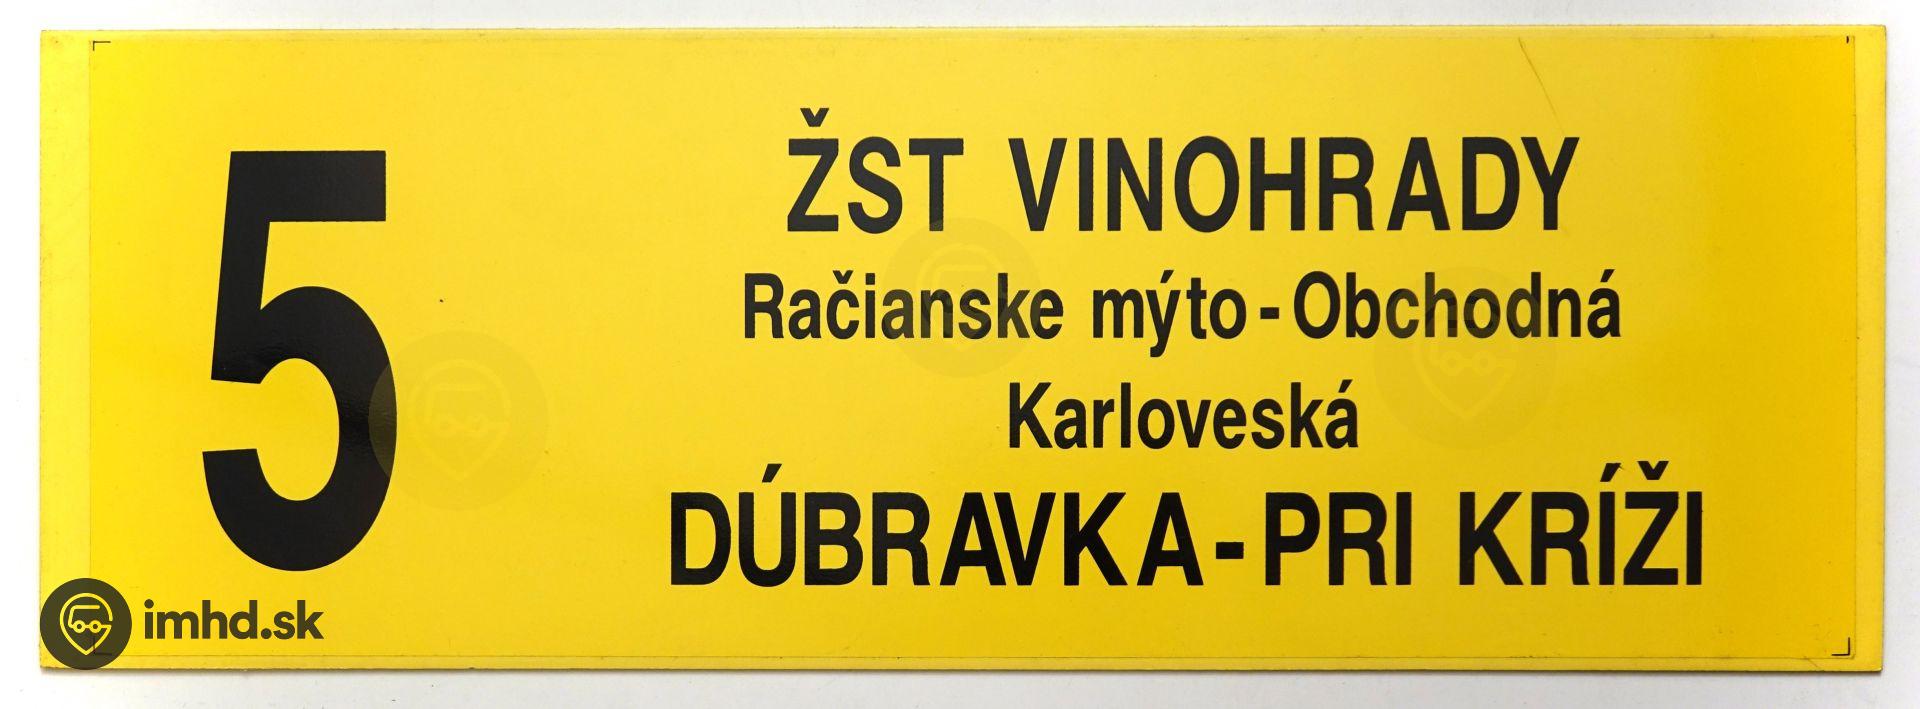 5
ŽST VINOHRADY
Račianske mýto - Obchodná
Karloveská
DÚBRAVKA - PRI KRÍŽI
imhd.sk